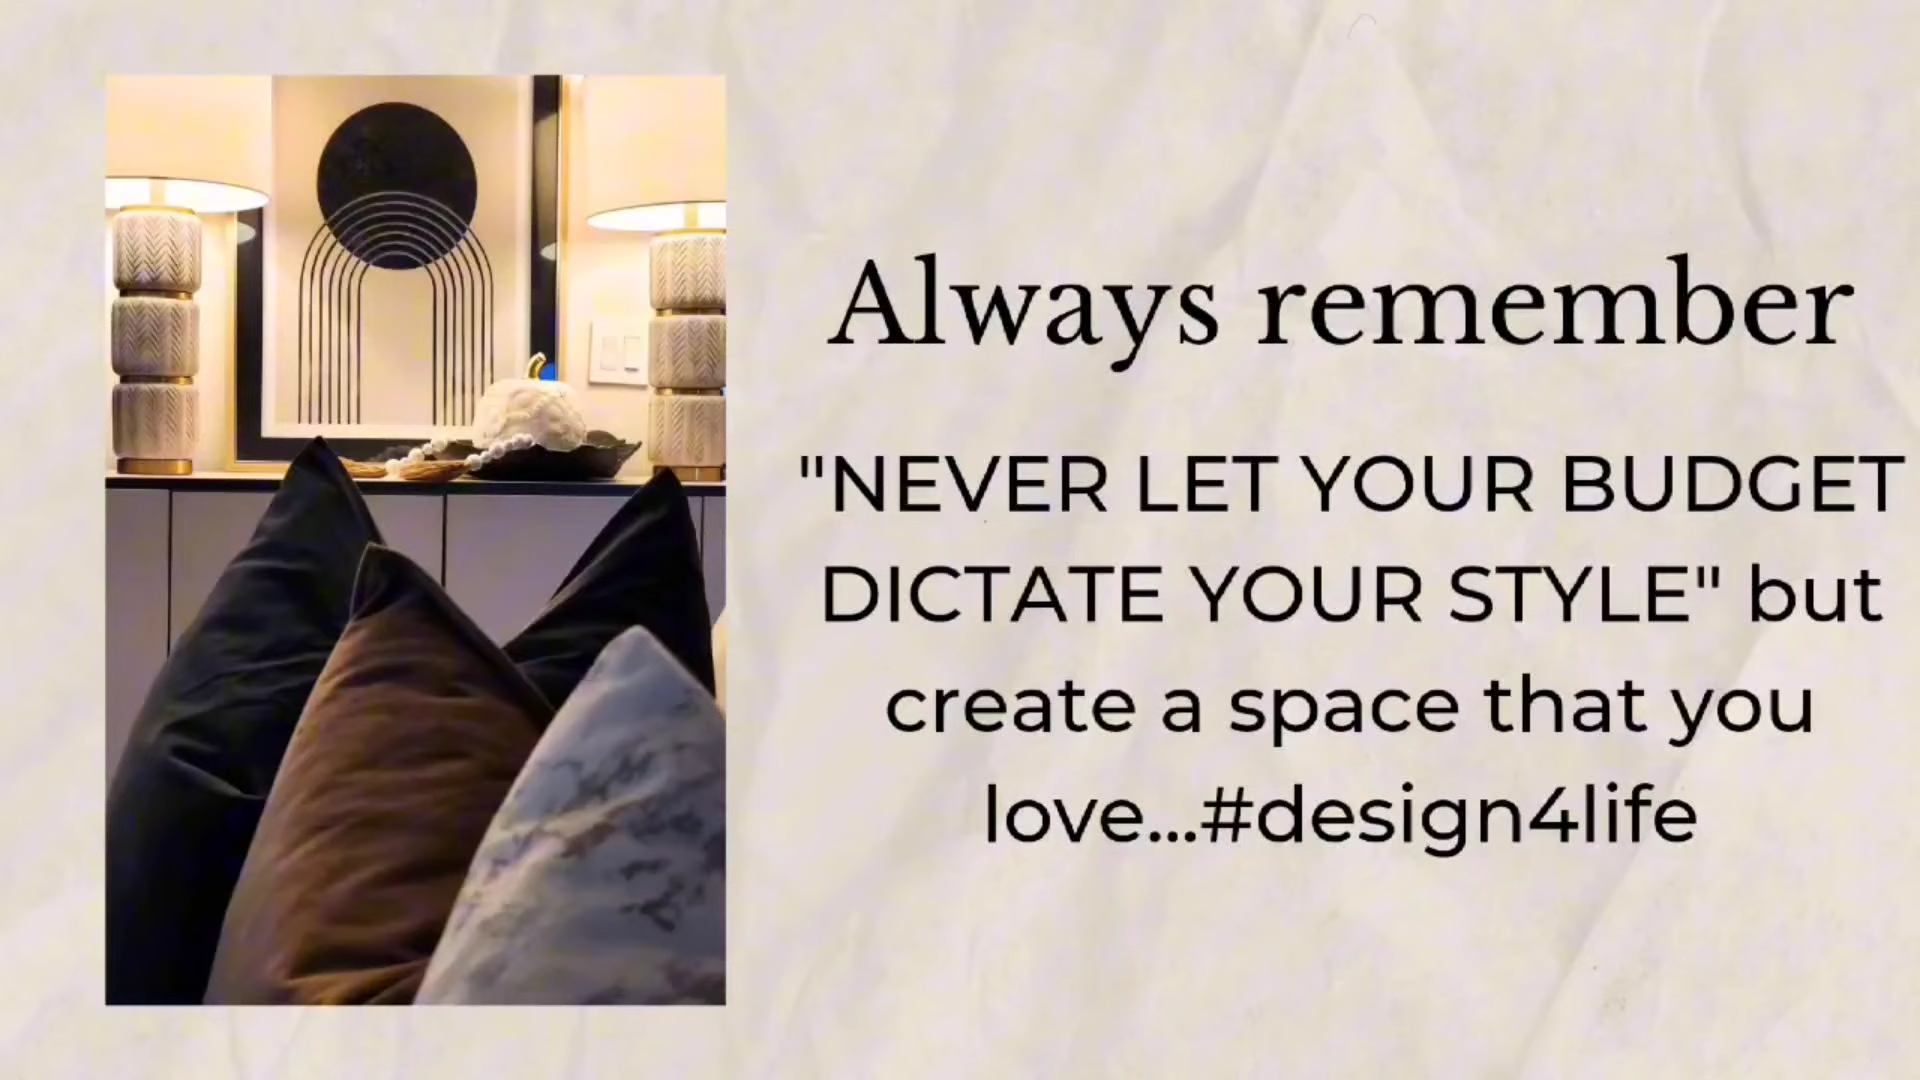 Always remember
"NEVER LET YOUR BUDGET
DICTATE YOUR STYLE" but
create a space that you
love...#design4life